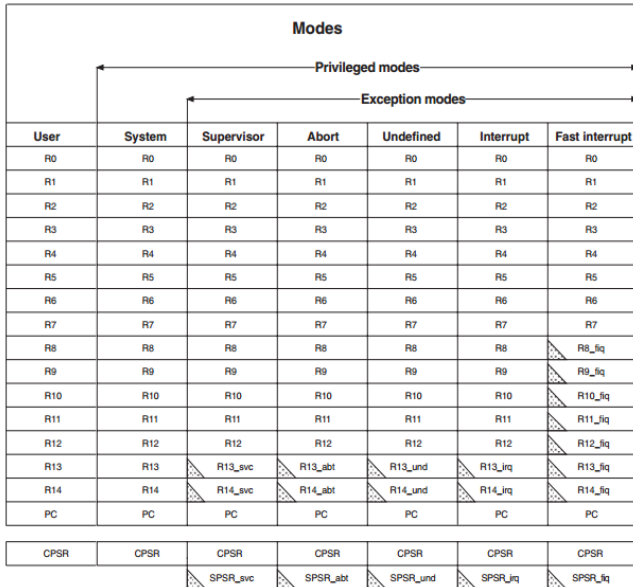 Modes
Privileged modes
Exception modes
User System Supervisor Abort Undefined Interrupt Fast interrupt
R0 R0 R0 R0 R0 R0 R0
R1 R1 R1 R1 R1 R1 R1
R2 R2 R2 R2 R2 R2 R2
R3 R3 R3 R3 R3 R3 R3
R4 R4 R4 R4 R4 R4 R4
R5 R5 R5 R5 R5 R5 R5
R6 R6 R6 R6 R6 R6 R6
R7 R7 R7 R7 R7 R7 R7
R8 R8 R8 R8 R8 R8 R8_fiq
R9 R9 R9 R9 R9 R9 R9_fiq
R10 R10 R10 R10 R10 R10 R10_fiq
R11 R11 R11 R11 R11 R11 R11_fiq
R12 R12 R12 R12 R12 R12 R12_fiq
R13 R13 R13_svc R13_abt R13_und R13_irq R13_fiq
R14 R14 R14_svc R14_abt R14_und R14_irq R14_fiq
PC PC PC PC PC PC PC
CPSR CPSR CPSR CPSR CPSR CPSR CPSR
SPSR_svc SPSR_abt SPSR_und SPSR_irq SPSR_fiq